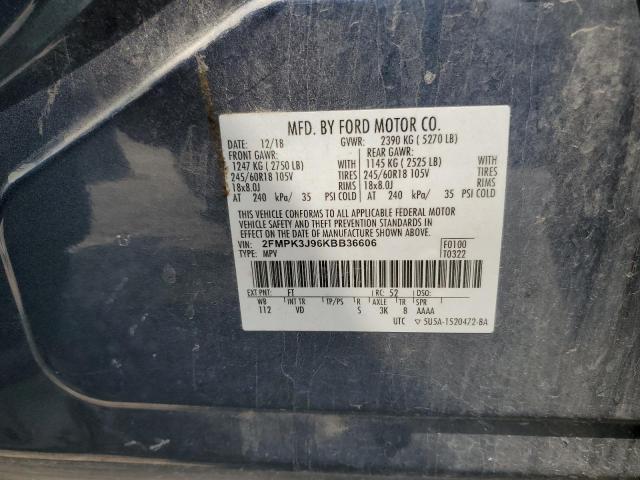 MFD. BY FORD MOTOR CO.
DATE: 12/18 GVWR: 2390 KG ( 5270 LB)
FRONT GAWR: REAR GAWR:
1247 KG ( 2750 LB) WITH 1145 KG ( 2525 LB) WITH
245/60R18 105V TIRES 245/60R18 105V TIRES
18x8.0J RIMS 18x8.0J RIMS
AT 240 kPa/ 35 PSI COLD AT 240 kPa/ 35 PSI COLD
THIS VEHICLE CONFORMS TO ALL APPLICABLE FEDERAL MOTOR
VEHICLE SAFETY AND THEFT PREVENTION STANDARDS IN
EFFECT ON THE DATE OF MANUFACTURE SHOWN ABOVE.
VIN: 2FMPK3J96KBB36606 F0100
TYPE: MPV T0322
EXT PNT: FT RC: 52 DSO:
WB INT TR TP/PS R AXLE TR SPR
112 VD S 3K 8 AAAA
UTC ▽ 5U5A-1520472-BA